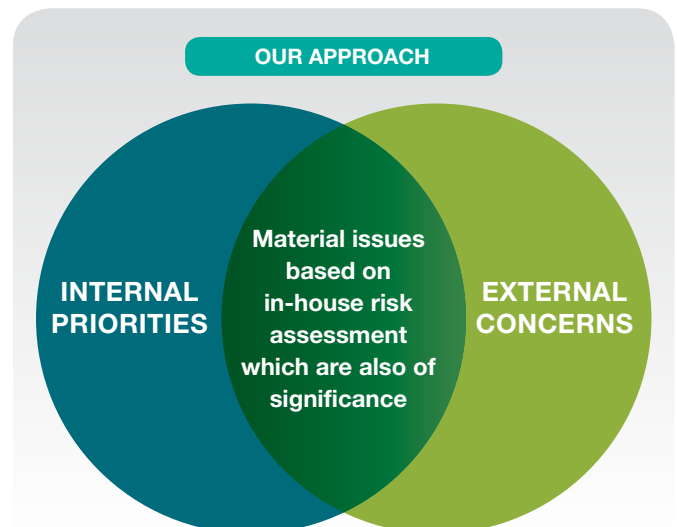 OUR APPROACH
INTERNAL
PRIORITIES
Material issues
based on
in-house risk
assessment
which are also of
significance
EXTERNAL
CONCERNS